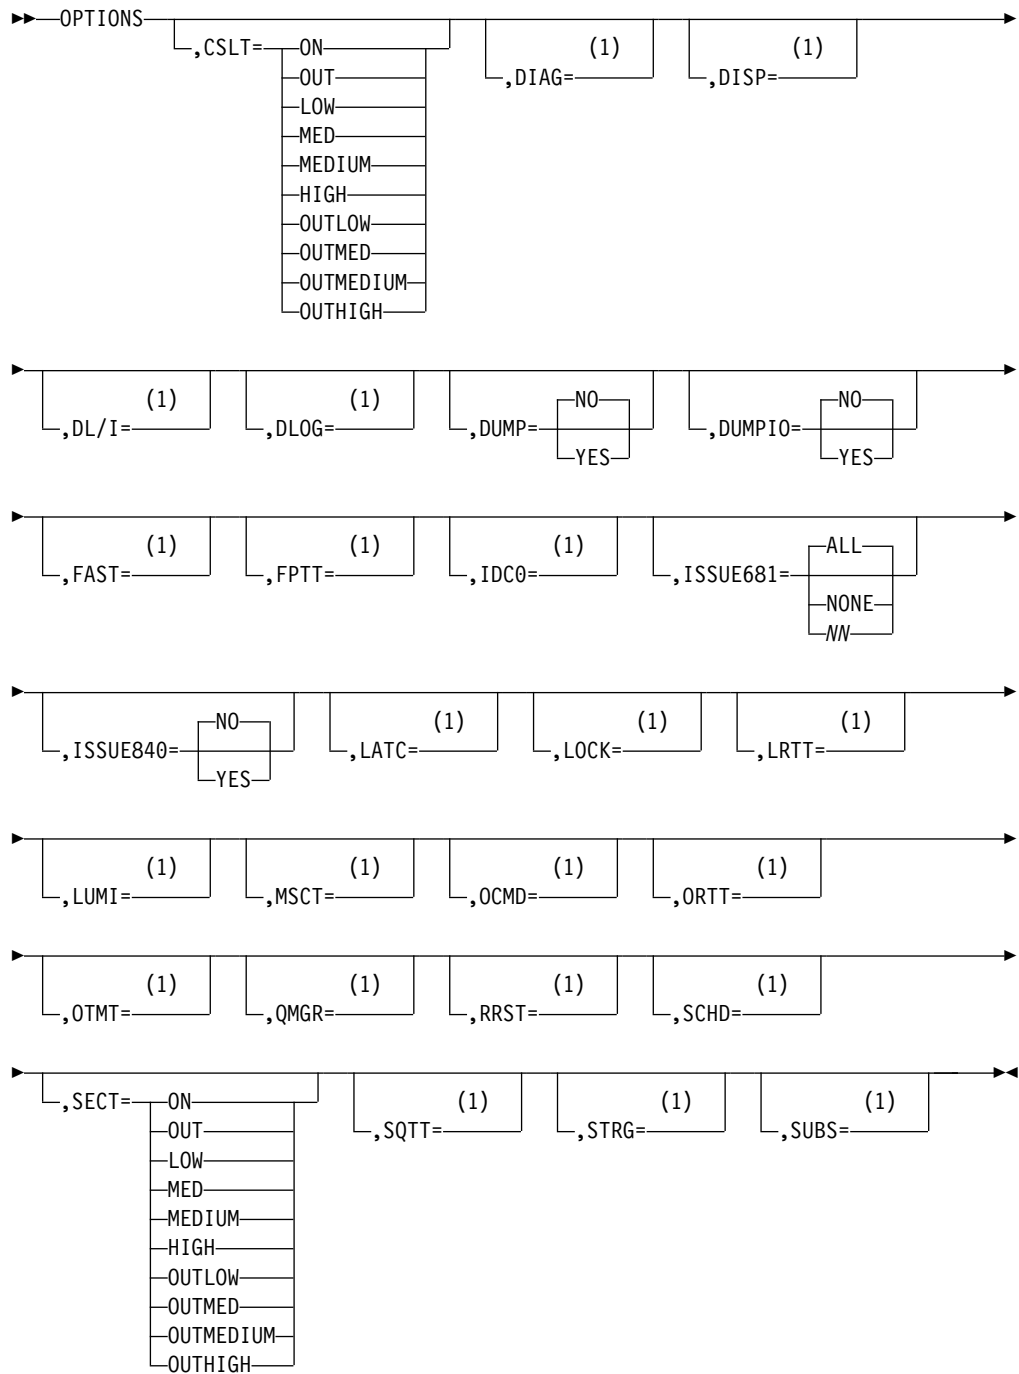 OPTIONS
,CSLT= ON (1) (1)
OUT ,DIAG= ,DISP=
LOW
MED
MEDIUM
HIGH
OUTLOW
OUTMED
OUTMEDIUM
OUTHIGH
(1) (1) NO NO
,DL/I= ,DLOG= ,DUMP= ,DUMPIO=
YES YES
(1) (1) (1) ALL
,FAST= ,FPTT= ,IDC0= ,ISSUE681=
NONE
NN
NO (1) (1) (1)
,ISSUE840= ,LATC= ,LOCK= ,LRTT=
YES
(1) (1) (1) (1)
,LUMI= ,MSCT= ,OCMD= ,ORTT=
(1) (1) (1) (1)
,OTMT= ,QMGR= ,RRST= ,SCHD=
,SECT= ON (1) (1) (1)
OUT ,SQTT= ,STRG= ,SUBS=
LOW
MED
MEDIUM
HIGH
OUTLOW
OUTMED
OUTMEDIUM
OUTHIGH